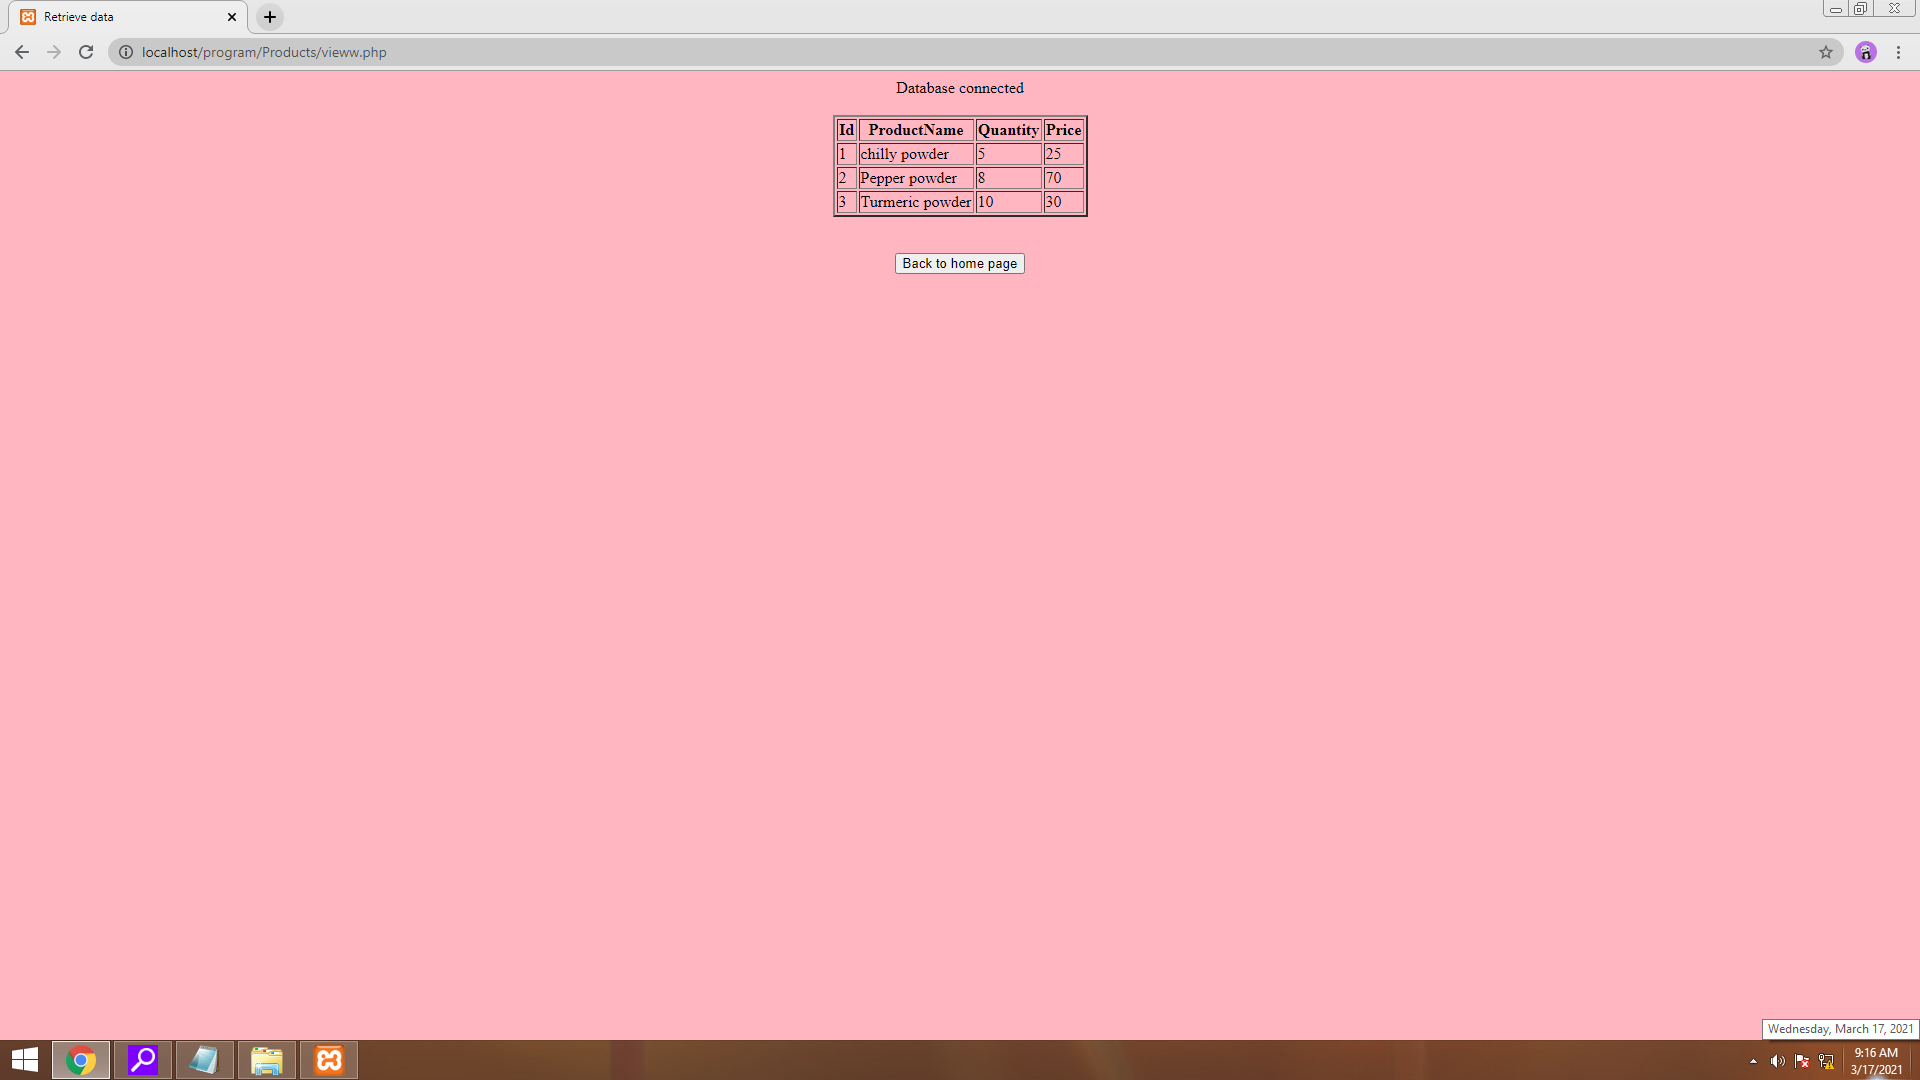 Retrieve data
localhost/program/Products/vieww.php
Database connected
Id ProductName Quantity Price
1 chilly powder 5 25
2 Pepper powder 8 70
3 Turmeric powder 10 30
Back to home page
Wednesday, March 17, 2021
9:16 AM
3/17/2021